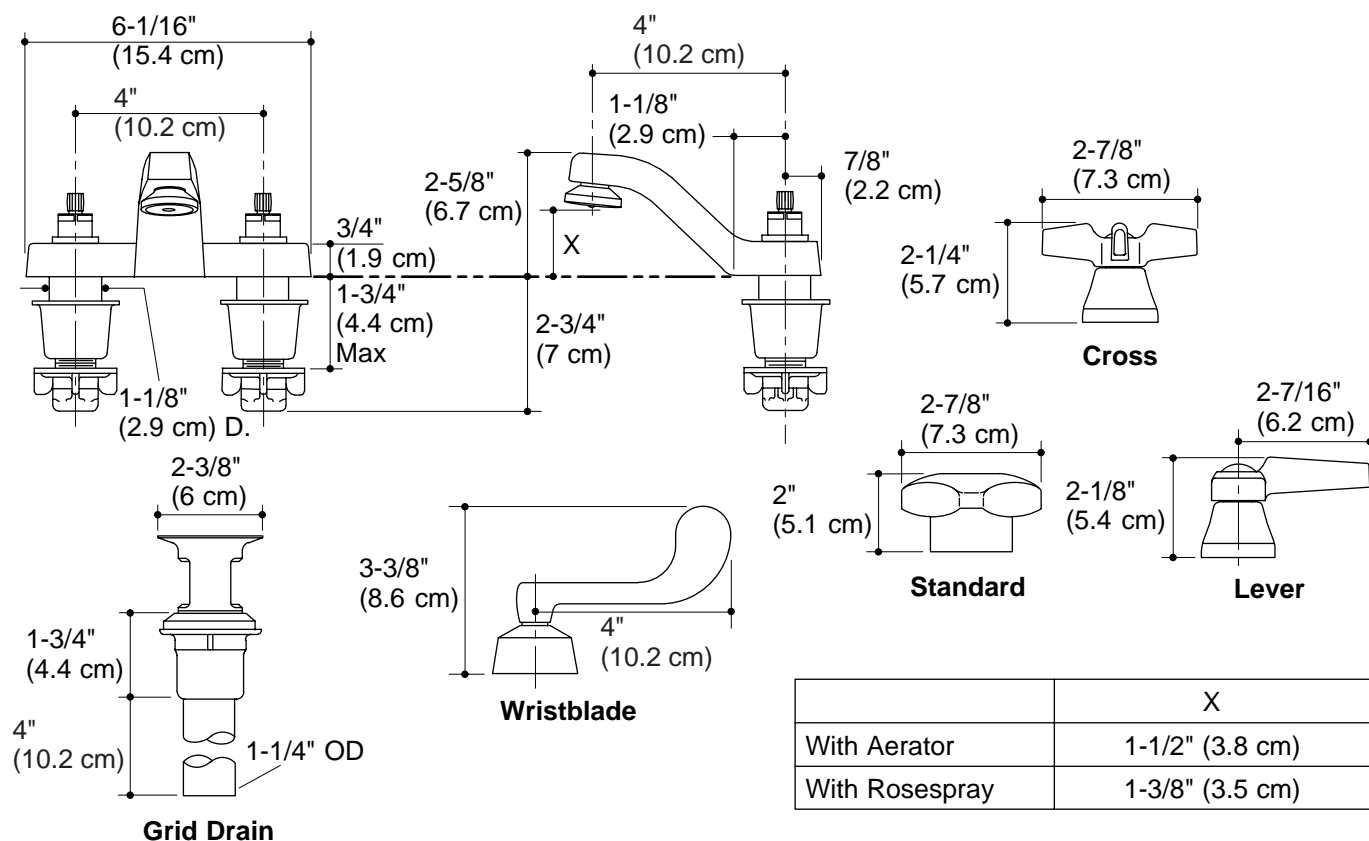 6-1/16"
(15.4 cm)
4"
(10.2 cm)
3/4"
(1.9 cm)
1-3/4"
(4.4 cm)
Max
1-1/8"
(2.9 cm) D.
4"
(10.2 cm)
1-1/8"
(2.9 cm)
7/8"
(2.2 cm)
2-5/8"
(6.7 cm)
X
2-3/4"
(7 cm)
2-7/8"
(7.3 cm)
2-1/4"
(5.7 cm)
Cross
2-3/8"
(6 cm)
1-3/4"
(4.4 cm)
4"
(10.2 cm)
1-1/4" OD
Grid Drain
3-3/8"
(8.6 cm)
4"
(10.2 cm)
Wristblade
2-7/8"
(7.3 cm)
2"
(5.1 cm)
Standard
2-7/16"
(6.2 cm)
2-1/8"
(5.4 cm)
Lever
X
With Aerator 1-1/2" (3.8 cm)
With Rosespray 1-3/8" (3.5 cm)